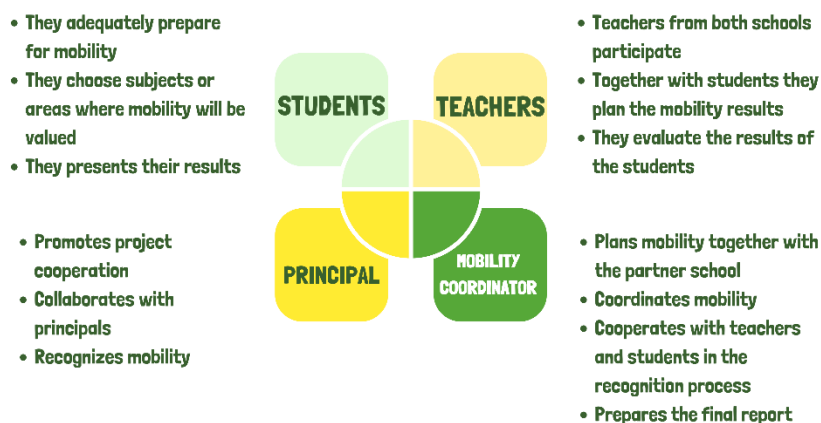 They adequately prepare
for mobility
They choose subjects or
areas where mobility will be
valued
They presents their results
STUDENTS
TEACHERS
Teachers from both schools
participate
Together with students they
plan the mobility results
They evaluate the results of
the students
Promotes project
cooperation
Collaborates with
principals
Recognizes mobility
PRINCIPAL
MOBILITY
COORDINATOR
Plans mobility together with
the partner school
Coordinates mobility
Cooperates with teachers
and students in the
recognition process
Prepares the final report